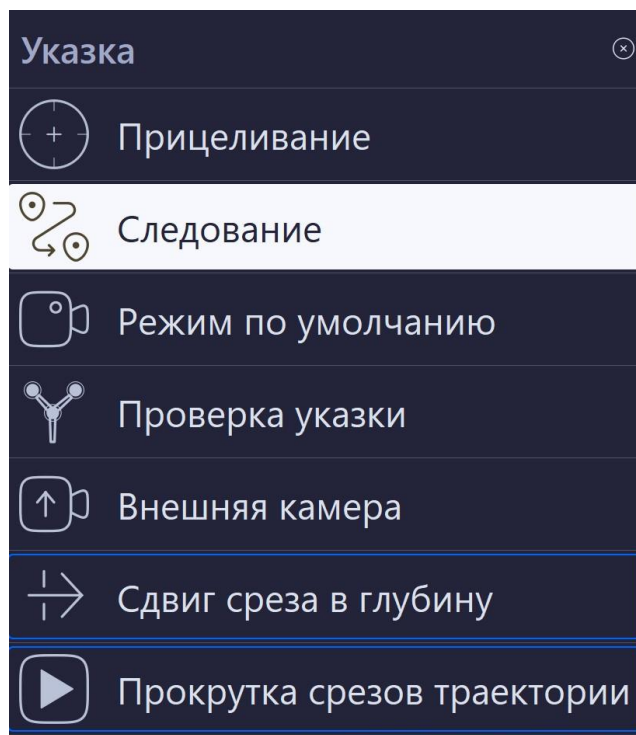 Указка
Прицеливание
Следование
Режим по умолчанию
Проверка указки
Внешняя камера
Сдвиг среза в глубину
Прокрутка срезов траектории